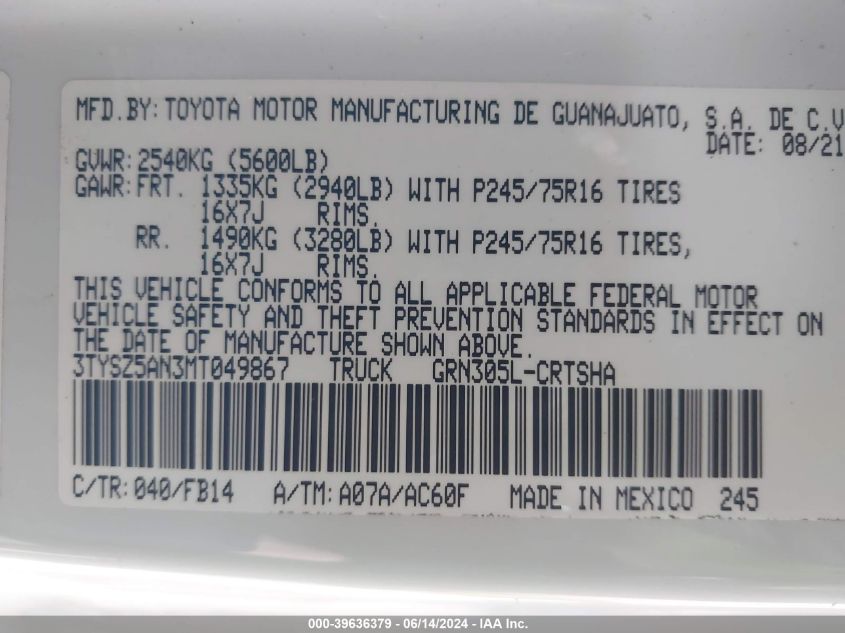 MFD.BY: TOYOTA MOTOR MANUFACTURING DE GUANAJUATO, S.A. DE C.V
DATE: 08/21
GVWR: 2540KG (5600LB)
GAWR: FRT. 1335KG (2940LB) WITH P245/75R16 TIRES
16X7J RIMS,
RR. 1490KG (3280LB) WITH P245/75R16 TIRES,
16X7J RIMS,
THIS VEHICLE CONFORMS TO ALL APPLICABLE FEDERAL MOTOR
VEHICLE SAFETY AND THEFT PREVENTION STANDARDS IN EFFECT ON
THE DATE OF MANUFACTURE SHOWN ABOVE.
3TYSZ5AN3MT049867 TRUCK GRN305L-CRTSHA
C/TR: 040/FB14 A/TM: A07A/AC60F MADE IN MEXICO 245
000-39636379 - 06/14/2024 - IAA Inc.